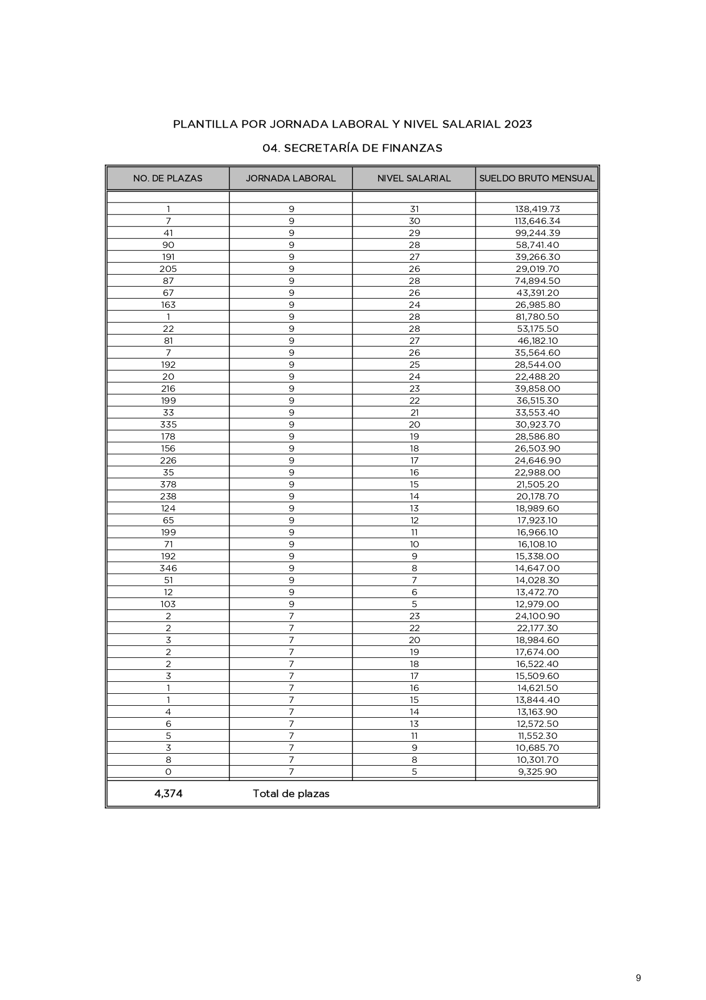 PLANTILLA POR JORNADA LABORAL Y NIVEL SALARIAL 2023
04. SECRETARÍA DE FINANZAS
NO. DE PLAZAS JORNADA LABORAL NIVEL SALARIAL SUELDO BRUTO MENSUAL
1 9 31 138,419.73
7 9 30 113,646.34
41 9 29 99,244.39
90 9 28 58,741.40
191 9 27 39,266.30
205 9 26 29,019.70
87 9 28 74,894.50
67 9 26 43,391.20
163 9 24 26,985.80
1 9 28 81,780.50
22 9 28 53,175.50
81 9 27 46,182.10
7 9 26 35,564.60
192 9 25 28,544.00
20 9 24 22,488.20
216 9 23 39,858.00
199 9 22 36,515.30
33 9 21 33,553.40
335 9 20 30,923.70
178 9 19 28,586.80
156 9 18 26,503.90
226 9 17 24,646.90
35 9 16 22,988.00
378 9 15 21,505.20
238 9 14 20,178.70
124 9 13 18,989.60
65 9 12 17,923.10
199 9 11 16,966.10
71 9 10 16,108.10
192 9 9 15,338.00
346 9 8 14,647.00
51 9 7 14,028.30
12 9 6 13,472.70
103 9 5 12,979.00
2 7 23 24,100.90
2 7 22 22,177.30
3 7 20 18,984.60
2 7 19 17,674.00
2 7 18 16,522.40
3 7 17 15,509.60
1 7 16 14,621.50
1 7 15 13,844.40
4 7 14 13,163.90
6 7 13 12,572.50
5 7 11 11,552.30
3 7 9 10,685.70
8 7 8 10,301.70
0 7 5 9,325.90
4,374 Total de plazas
9